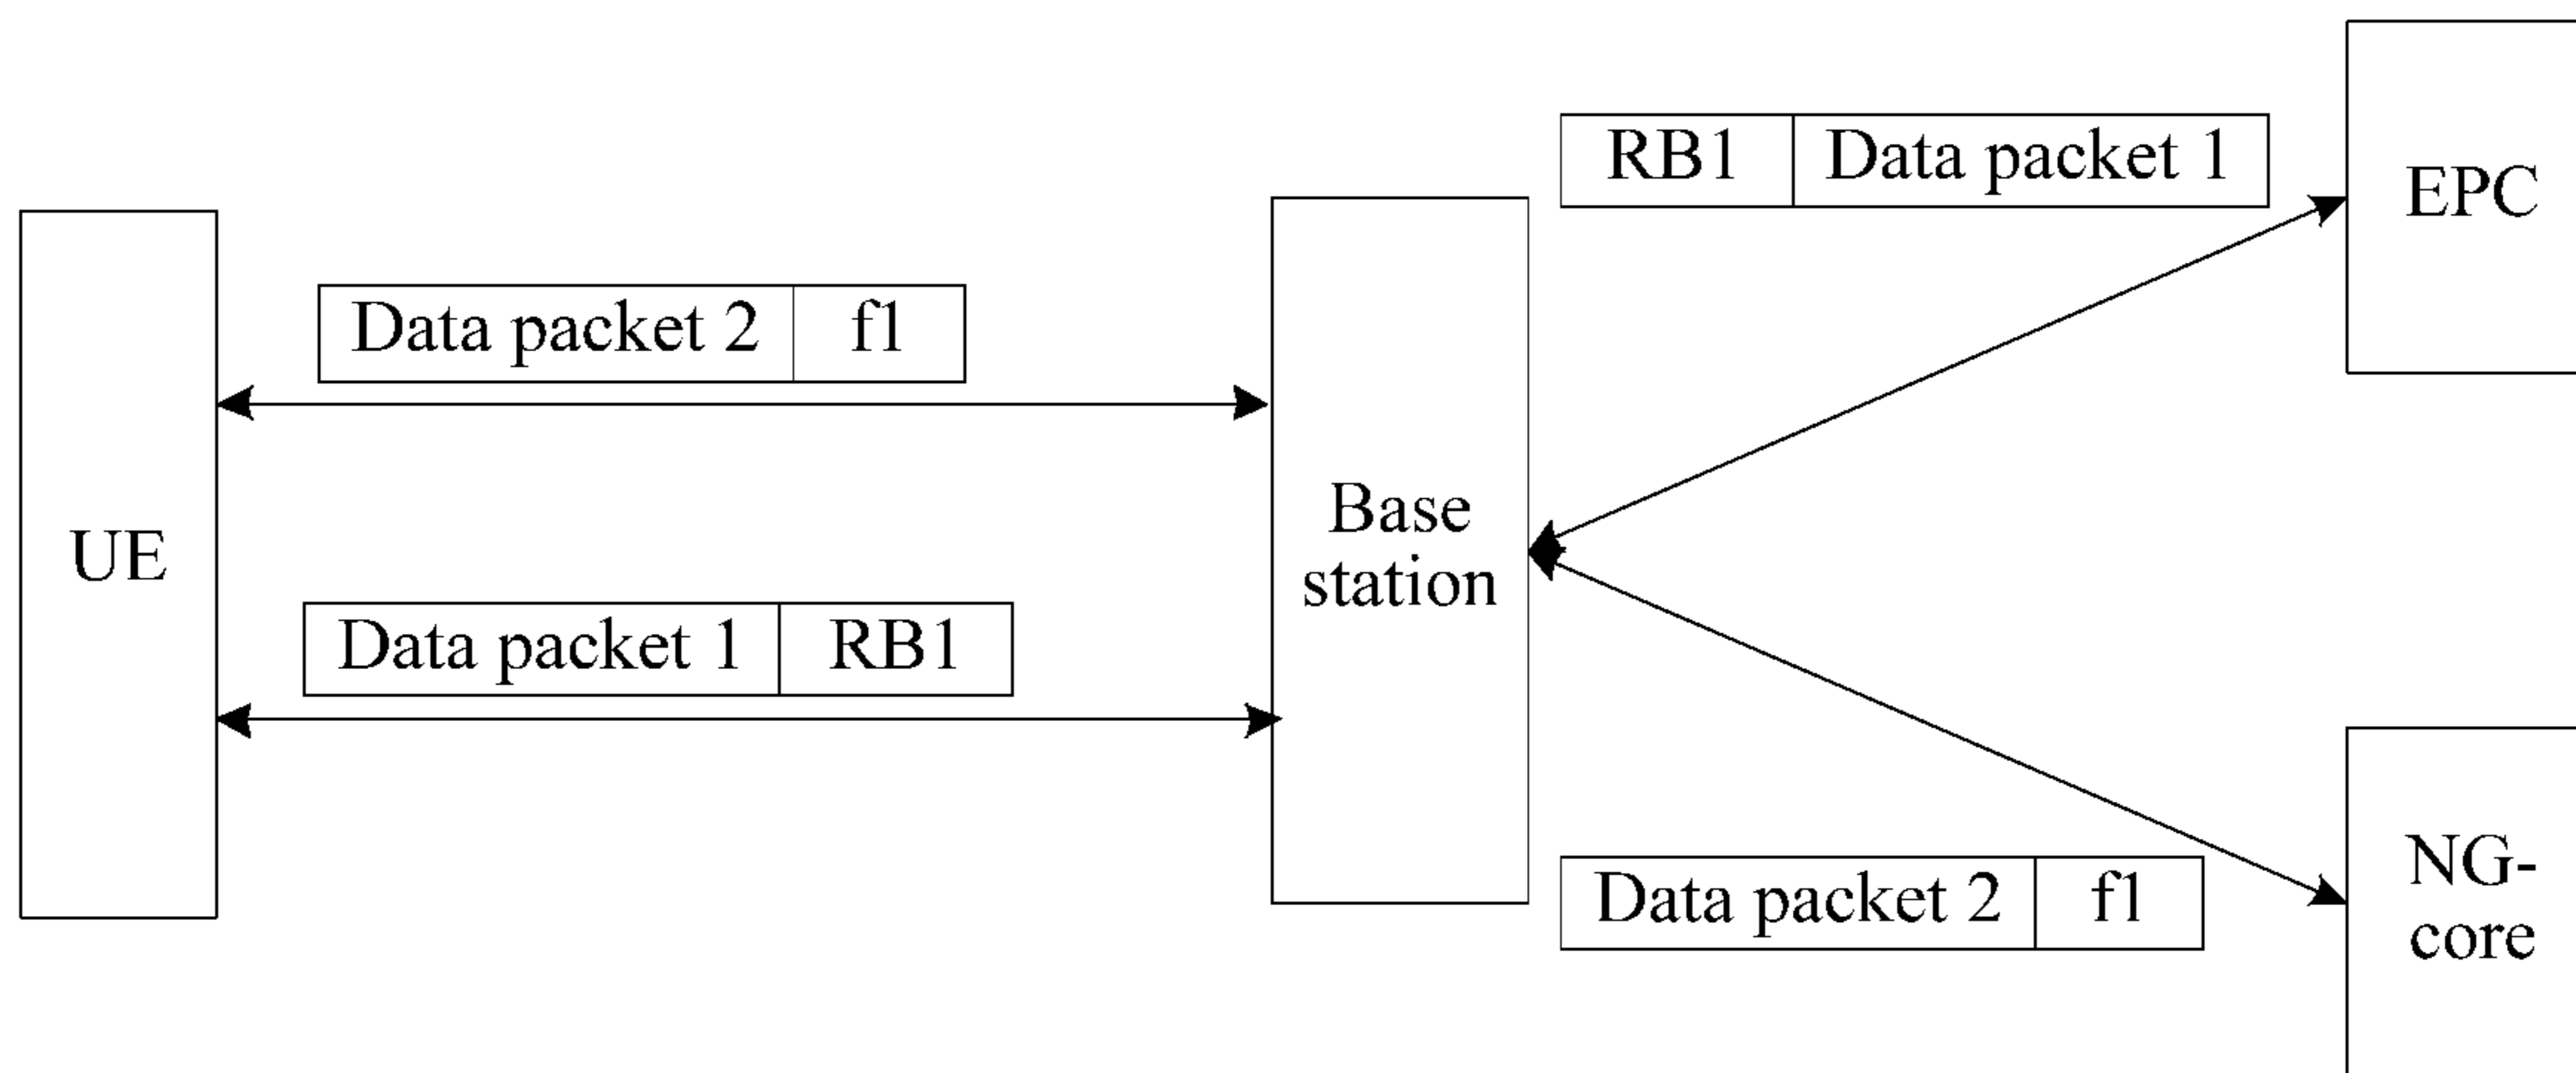 RB1 Data packet 1
EPC
Data packet 2 f1
Base
station
UE
Data packet 1 RB1
NG-
core
Data packet 2 f1